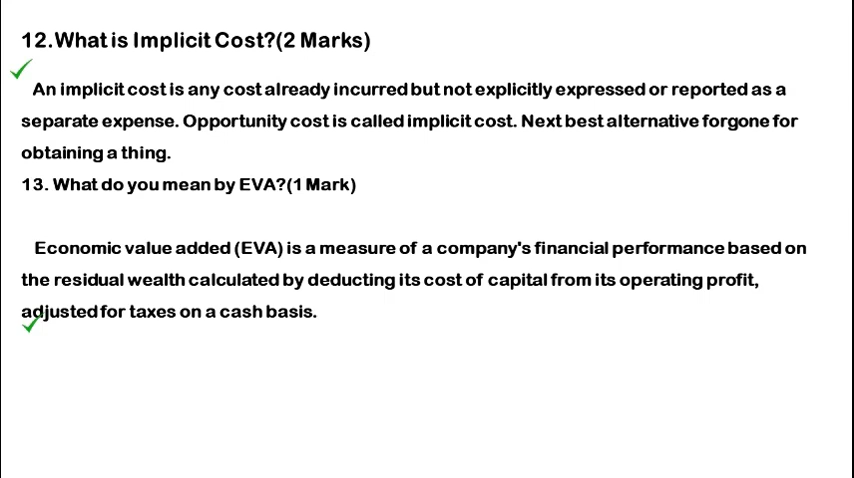 12.What is Implicit Cost?(2 Marks)
An implicit cost is any cost already incurred but not explicitly expressed or reported as a
separate expense. Opportunity cost is called implicit cost. Next best alternative forgone for
obtaining a thing.
13. What do you mean by EVA?(1 Mark)
Economic value added (EVA) is a measure of a company's financial performance based on
the residual wealth calculated by deducting its cost of capital from its operating profit,
adjusted for taxes on a cash basis.